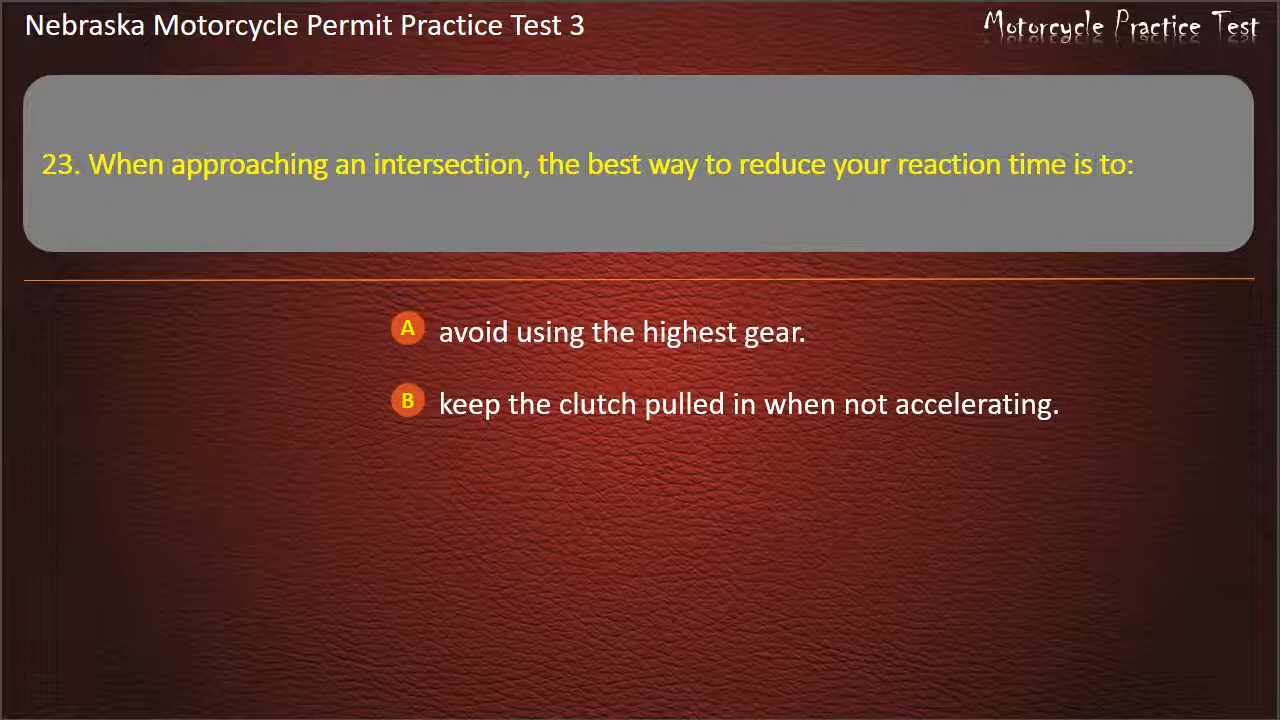 Nebraska Motorcycle Permit Practice Test 3
Motorcycle Practice Test
23. When approaching an intersection, the best way to reduce your reaction time is to:
A avoid using the highest gear.
B keep the clutch pulled in when not accelerating.